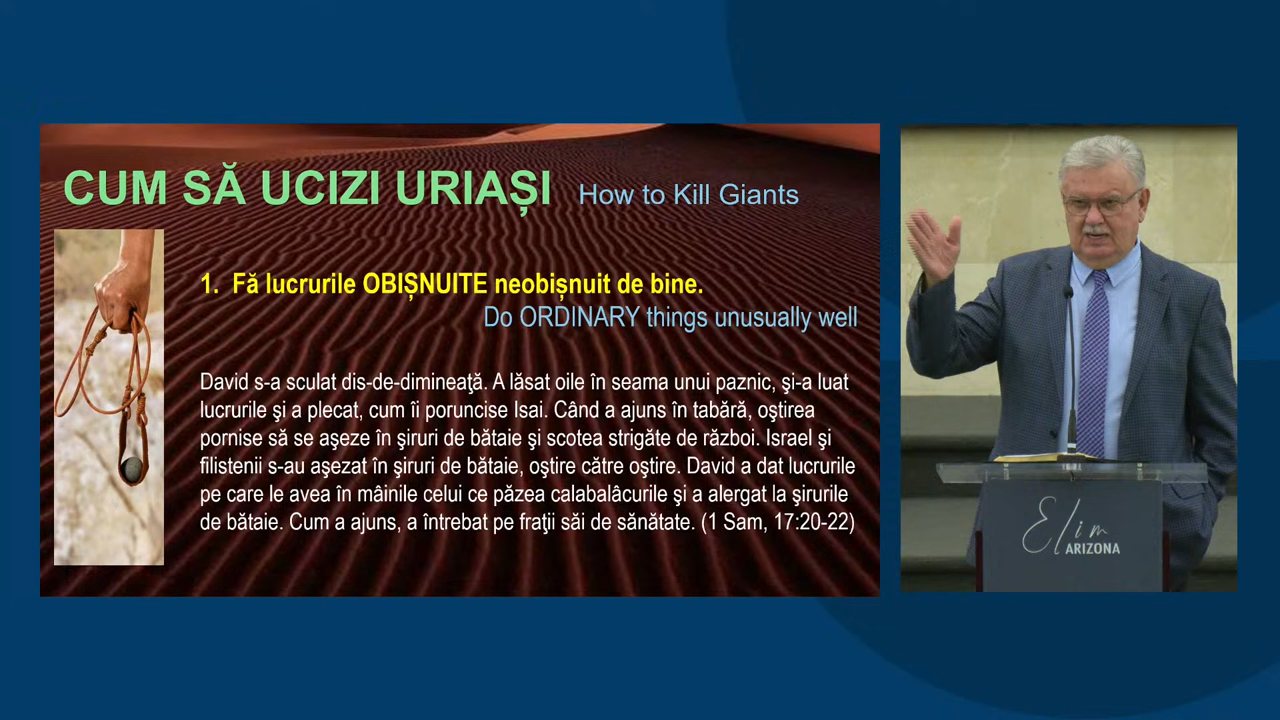 CUM SĂ UCIZI URIAȘI How to Kill Giants
1. Fă lucrurile OBIȘNUITE neobișnuit de bine.
Do ORDINARY things unusually well
David s-a sculat dis-de-dimineaţă. A lăsat oile în seama unui paznic, şi-a luat
lucrurile şi a plecat, cum îi poruncise Isai. Când a ajuns în tabără, oştirea
pornise să se aşeze în şiruri de bătaie şi scotea strigăte de război. Israel şi
filistenii s-au aşezat în şiruri de bătaie, oştire către oştire. David a dat lucrurile
pe care le avea în mâinile celui ce păzea calabalâcurile şi a alergat la şirurile
de bătaie. Cum a ajuns, a întrebat pe fraţii săi de sănătate. (1 Sam, 17:20-22)
Elim
ARIZONA